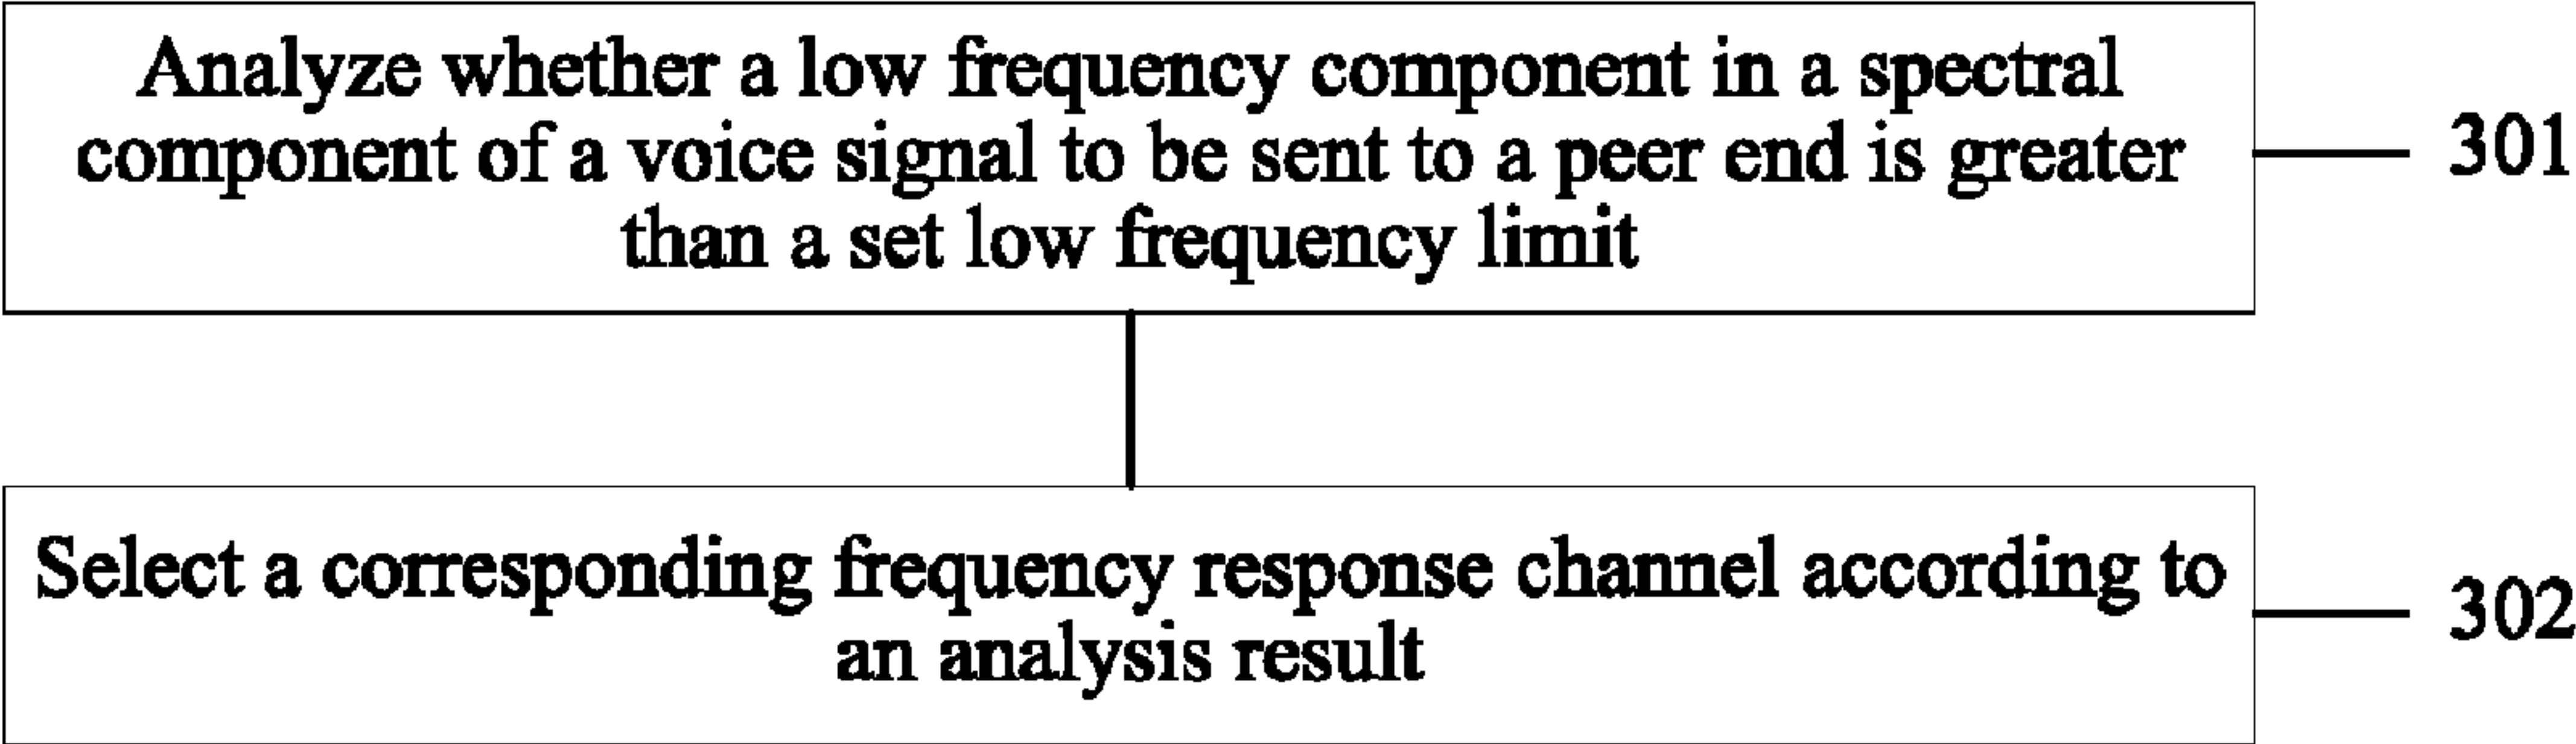 Analyze whether a low frequency component in a spectral
component of a voice signal to be sent to a peer end is greater
than a set low frequency limit
301
Select a corresponding frequency response channel according to
an analysis result
302